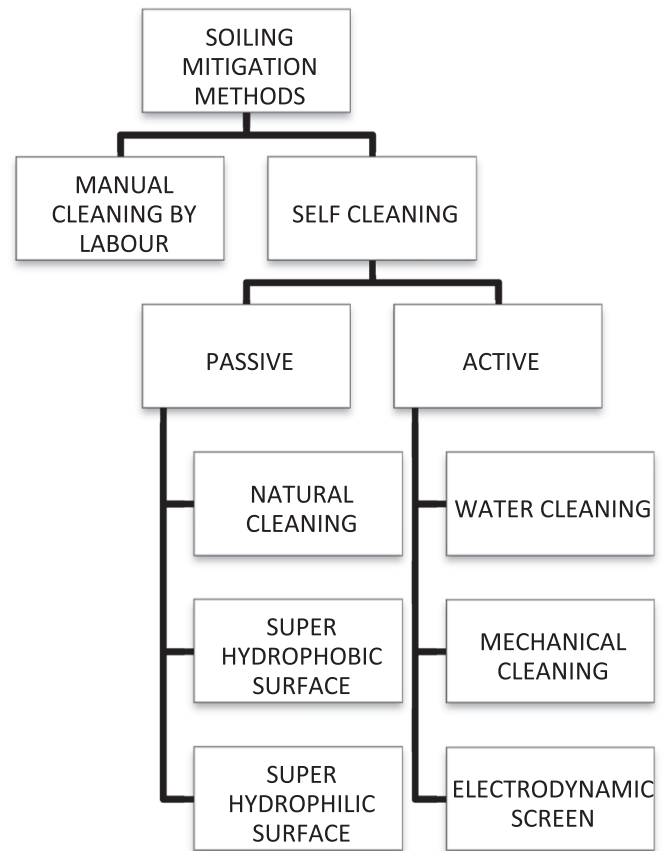 SOILING
MITIGATION
METHODS
MANUAL
CLEANING BY
LABOUR
SELF CLEANING
PASSIVE
ACTIVE
NATURAL
CLEANING
WATER CLEANING
SUPER
HYDROPHOBIC
SURFACE
MECHANICAL
CLEANING
SUPER
HYDROPHILIC
SURFACE
ELECTRODYNAMIC
SCREEN